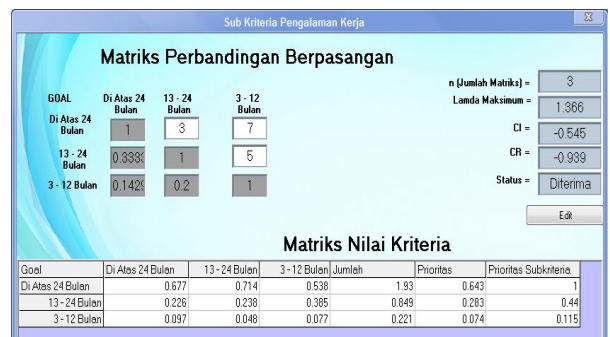 Sub Kriteria Pengalaman Kerja
Matriks Perbandingan Berpasangan
GOAL Di Atas 24 Bulan 13 - 24 Bulan 3 - 12 Bulan
Di Atas 24 Bulan 1 3 7
13 - 24 Bulan 0.3333 1 5
3 - 12 Bulan 0.1429 0.2 1
n (Jumlah Matriks) = 3
Lamda Maksimum = 1.366
CI = -0.545
CR = -0.939
Status = Diterima
Edit
Matriks Nilai Kriteria
Goal Di Atas 24 Bulan 13 - 24 Bulan 3 - 12 Bulan Jumlah Prioritas Prioritas Subkriteria
Di Atas 24 Bulan 0.677 0.714 0.538 1.93 0.643 1
13 - 24 Bulan 0.226 0.238 0.385 0.849 0.283 0.44
3 - 12 Bulan 0.097 0.048 0.077 0.221 0.074 0.115